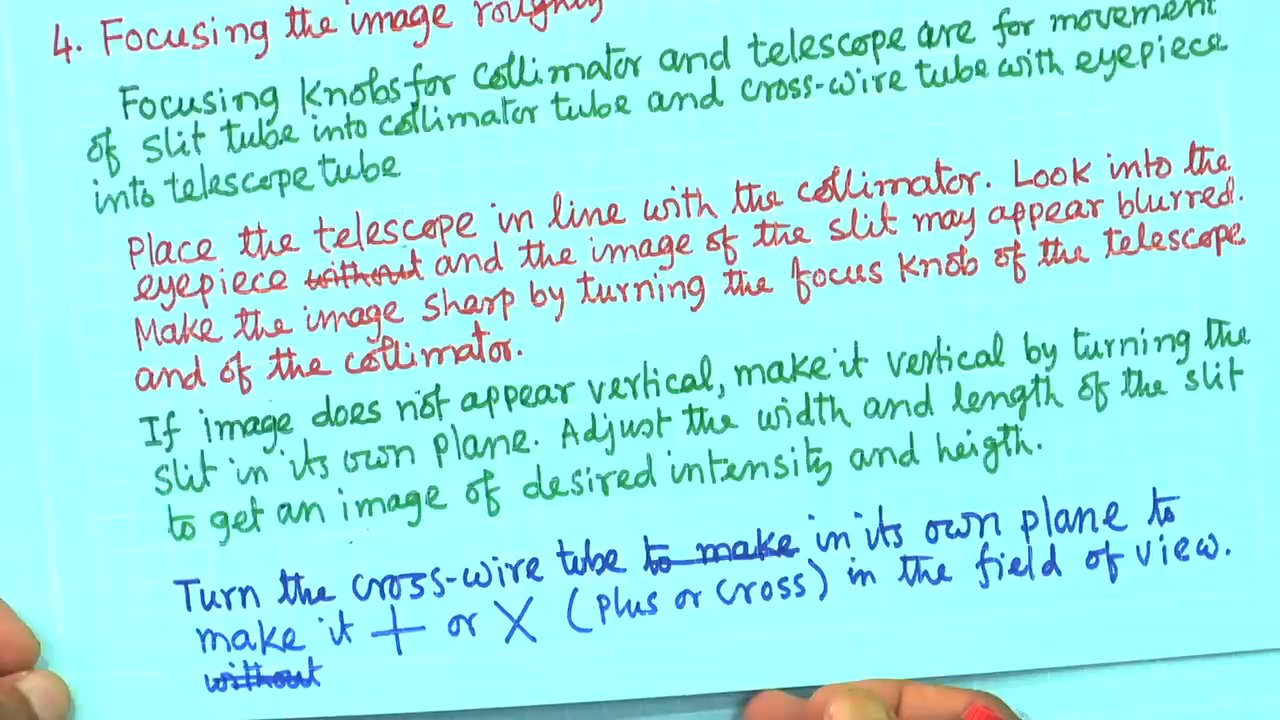 4. Focusing the image roughly
Focusing knobs for collimator and telescope are for movement
of slit tube into collimator tube and cross-wire tube with eyepiece
into telescope tube
Place the telescope in line with the collimator. Look into the
eyepiece without and the image of the slit may appear blurred.
Make the image sharp by turning the focus knob of the telescope
and of the collimator.
If image does not appear vertical, make it vertical by turning the
slit in its own plane. Adjust the width and length of the slit
to get an image of desired intensity and heigth.
Turn the cross-wire tube to make in its own plane to
make it + or X (plus or cross) in the field of view.
without